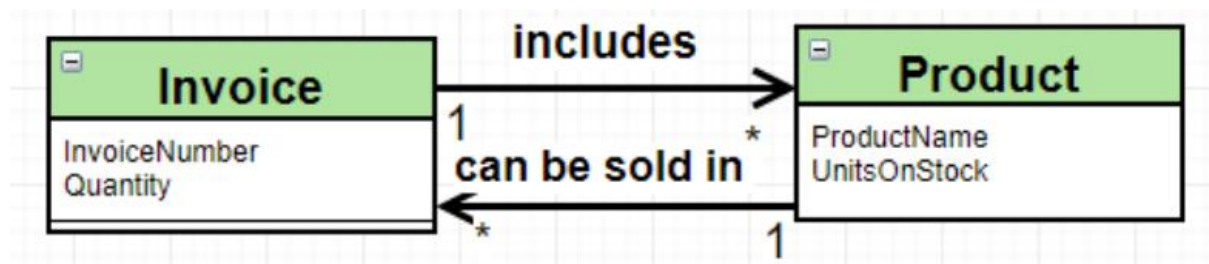 includes
Invoice
Product
InvoiceNumber
Quantity
1
*
ProductName
UnitsOnStock
can be sold in
*
1